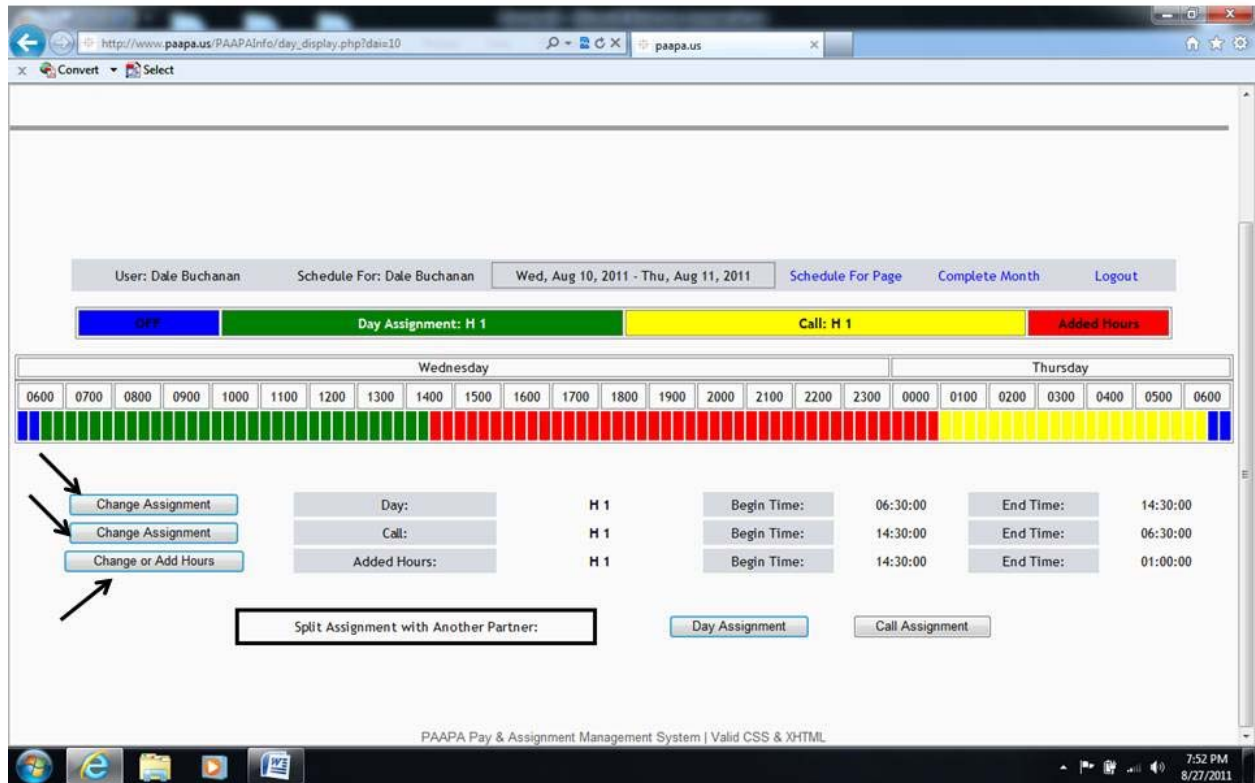 http://www.paapa.us/PAAPAInfo/day_display.php?dai=10 paapa.us
x Convert Select
User: Dale Buchanan Schedule For: Dale Buchanan Wed, Aug 10, 2011 - Thu, Aug 11, 2011 Schedule For Page Complete Month Logout
OFF Day Assignment: H 1 Call: H 1 Added Hours
Wednesday Thursday
0600 0700 0800 0900 1000 1100 1200 1300 1400 1500 1600 1700 1800 1900 2000 2100 2200 2300 0000 0100 0200 0300 0400 0500 0600
Change Assignment Day: H 1 Begin Time: 06:30:00 End Time: 14:30:00
Change Assignment Call: H 1 Begin Time: 14:30:00 End Time: 06:30:00
Change or Add Hours Added Hours: H 1 Begin Time: 14:30:00 End Time: 01:00:00
Split Assignment with Another Partner: Day Assignment Call Assignment
PAAPA Pay & Assignment Management System | Valid CSS & XHTML
7:52 PM
8/27/2011